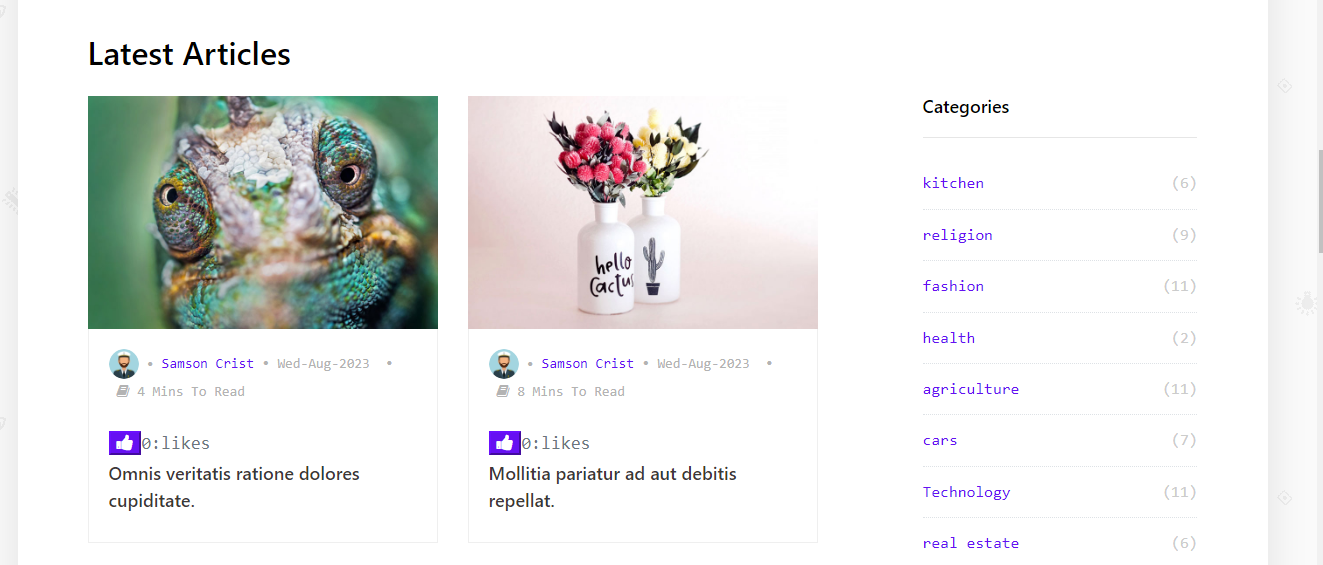 Latest Articles
hello
Cactus
• Samson Crist • Wed-Aug-2023 •
4 Mins To Read
0:likes
Omnis veritatis ratione dolores
cupiditate.
• Samson Crist • Wed-Aug-2023 •
8 Mins To Read
0:likes
Mollitia pariatur ad aut debitis
repellat.
Categories
kitchen (6)
religion (9)
fashion (11)
health (2)
agriculture (11)
cars (7)
Technology (11)
real estate (6)